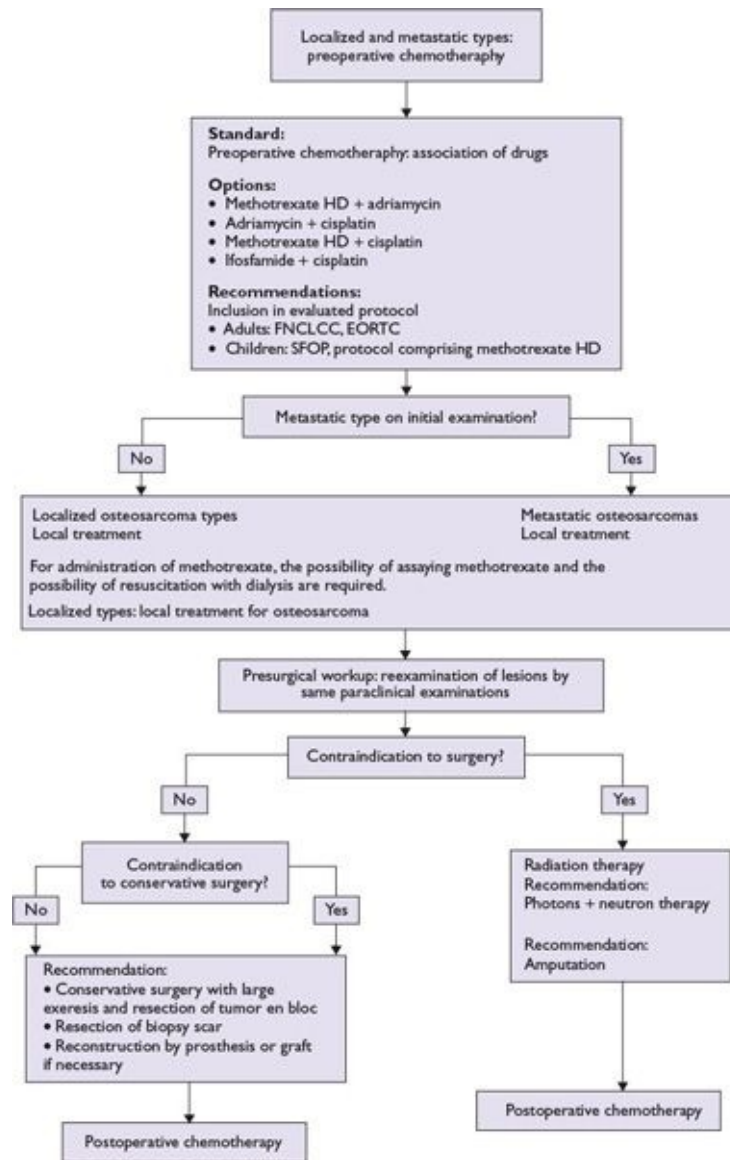 Localized and metastatic types:
preoperative chemotheraphy
Standard:
Preoperative chemotheraphy: association of drugs
Options:
• Methotrexate HD + adriamycin
• Adriamycin + cisplatin
• Methotrexate HD + cisplatin
• Ifosfamide + cisplatin
Recommendations:
Inclusion in evaluated protocol
• Adults: FNCLCC, EORTC
• Children: SFOP, protocol comprising methotrexate HD
Metastatic type on initial examination?
No
Yes
Localized osteosarcoma types
Local treatment
Metastatic osteosarcomas
Local treatment
For administration of methotrexate, the possibility of assaying methotrexate and the
possibility of resuscitation with dialysis are required.
Localized types: local treatment for osteosarcoma
Presurgical workup: reexamination of lesions by
same paraclinical examinations
Contraindication to surgery?
No
Yes
Contraindication
to conservative surgery?
No
Yes
Recommendation:
• Conservative surgery with large
exeresis and resection of tumor en bloc
• Resection of biopsy scar
• Reconstruction by prosthesis or graft
if necessary
Postoperative chemotherapy
Radiation therapy
Recommendation:
Photons + neutron therapy
Recommendation:
Amputation
Postoperative chemotherapy